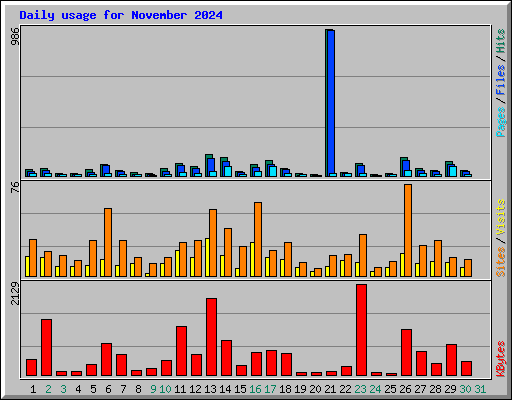 Daily usage for November 2024
986
Pages / Files / Hits
76
Sites / Visits
2129
KBytes
1 2 3 4 5 6 7 8 9 10 11 12 13 14 15 16 17 18 19 20 21 22 23 24 25 26 27 28 29 30 31